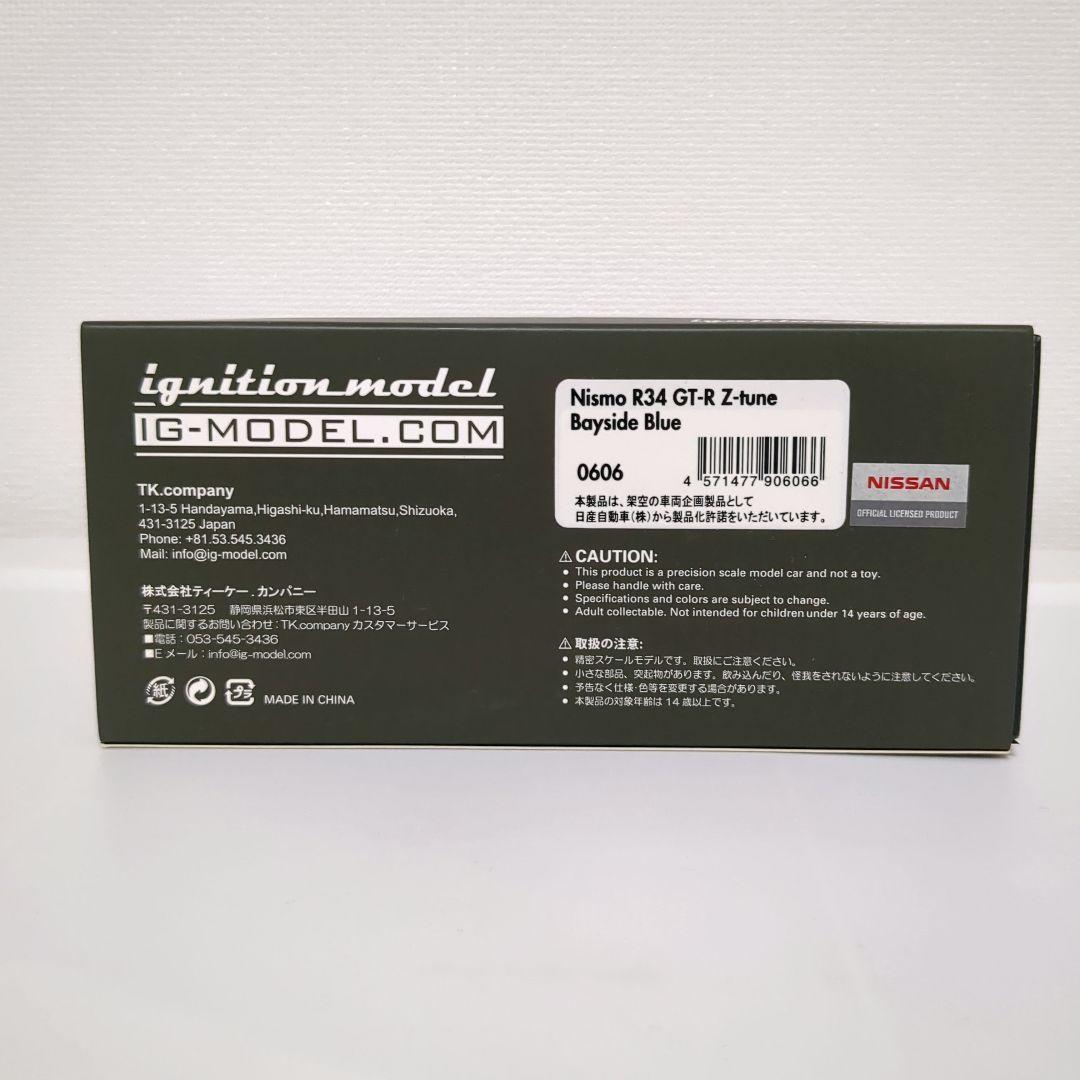 ignition model
IG-MODEL.COM
TK.company
1-13-5 Handayama,Higashi-ku,Hamamatsu,Shizuoka,
431-3125 Japan
Phone: +81.53.545.3436
Mail: info@ig-model.com
株式会社ティーケー．カンパニー
〒431-3125 静岡県浜松市東区半田山1-13-5
製品に関するお問い合わせ：TK.company カスタマーサービス
■電話：053-545-3436
■Eメール：info@ig-model.com
紙 プラ MADE IN CHINA
Nismo R34 GT-R Z-tune
Bayside Blue
0606
4 571477 906066
本製品は、架空の車両企画製品として
日産自動車（株）から製品化許諾をいただいています。
NISSAN
OFFICIAL LICENSED PRODUCT
⚠ CAUTION:
• This product is a precision scale model car and not a toy.
• Please handle with care.
• Specifications and colors are subject to change.
• Adult collectable. Not intended for children under 14 years of age.
⚠ 取扱の注意:
• 精密スケールモデルです。取扱にご注意ください。
• 小さな部品、突起物があります。飲み込んだり、怪我をされないように注意してください。
• 予告なく仕様・色等を変更する場合があります。
• 本製品の対象年齢は14歳以上です。